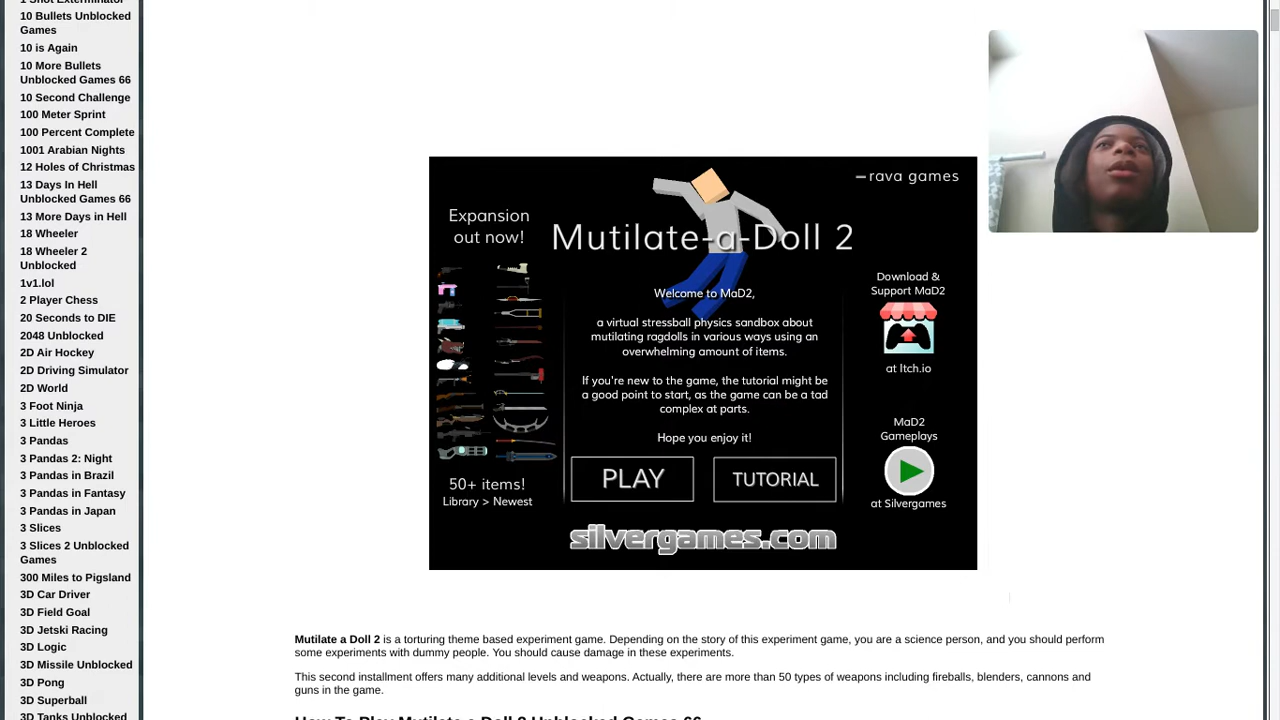 1 Shot Exterminator
10 Bullets Unblocked
Games
10 is Again
10 More Bullets
Unblocked Games 66
10 Second Challenge
100 Meter Sprint
100 Percent Complete
1001 Arabian Nights
12 Holes of Christmas
13 Days In Hell
Unblocked Games 66
13 More Days in Hell
18 Wheeler
18 Wheeler 2
Unblocked
1v1.lol
2 Player Chess
20 Seconds to DIE
2048 Unblocked
2D Air Hockey
2D Driving Simulator
2D World
3 Foot Ninja
3 Little Heroes
3 Pandas
3 Pandas 2: Night
3 Pandas in Brazil
3 Pandas in Fantasy
3 Pandas in Japan
3 Slices
3 Slices 2 Unblocked
Games
300 Miles to Pigsland
3D Car Driver
3D Field Goal
3D Jetski Racing
3D Logic
3D Missile Unblocked
3D Pong
3D Superball
3D Tanks Unblocked
rava games
Expansion
out now!
Mutilate-a-Doll 2
Welcome to MaD2,
a virtual stressball physics sandbox about
mutilating ragdolls in various ways using an
overwhelming amount of items.
If you're new to the game, the tutorial might be
a good point to start, as the game can be a tad
complex at parts.
Hope you enjoy it!
PLAY
TUTORIAL
50+ items!
Library > Newest
Download &
Support MaD2
at Itch.io
MaD2
Gameplays
at Silvergames
silvergames.com
Mutilate a Doll 2 is a torturing theme based experiment game. Depending on the story of this experiment game, you are a science person, and you should perform
some experiments with dummy people. You should cause damage in these experiments.
This second installment offers many additional levels and weapons. Actually, there are more than 50 types of weapons including fireballs, blenders, cannons and
guns in the game.
How To Play Mutilate a Doll 2 Unblocked Games 66